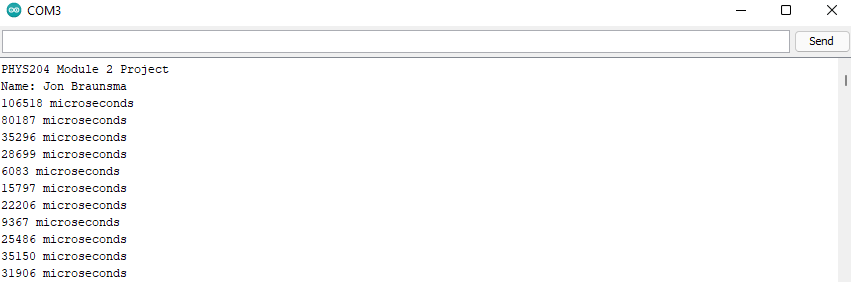 COM3
Send
PHYS204 Module 2 Project
Name: Jon Braunsma
106518 microseconds
80187 microseconds
35296 microseconds
28699 microseconds
6083 microseconds
15797 microseconds
22206 microseconds
9367 microseconds
25486 microseconds
35150 microseconds
31906 microseconds